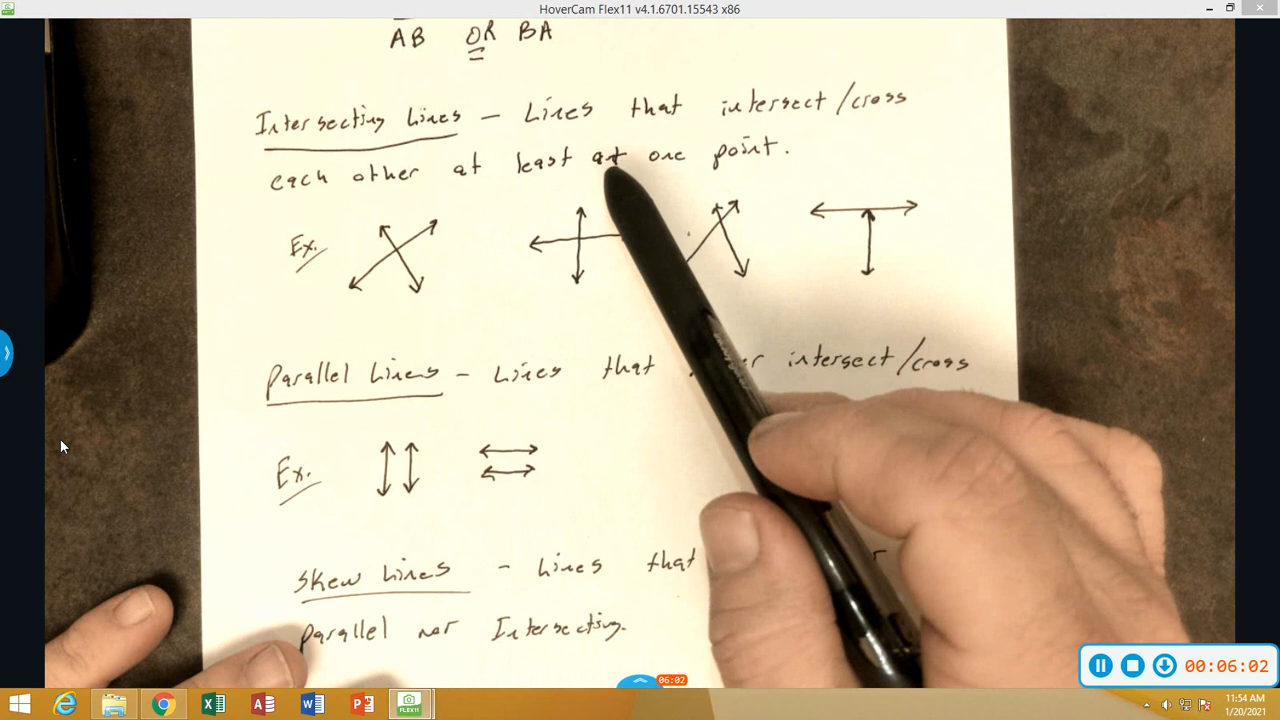 HoverCam Flex11 v4.1.6701.15543 x86
AB OR BA
Intersecting Lines - Lines that intersect/cross
each other at least at one point.
Ex.
Parallel Lines - Lines that intersect/cross
Ex.
Skew Lines - Lines that
parallel nor Intersecting.
00:06:02
06:02
FLEX11
11:54 AM
1/20/2021